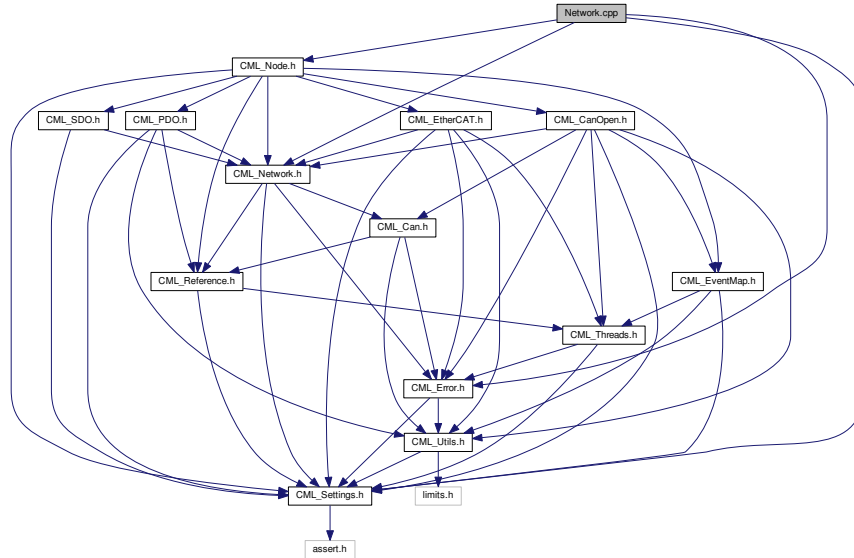 Network.cpp
CML_Node.h
CML_SDO.h
CML_PDO.h
CML_EtherCAT.h
CML_CanOpen.h
CML_Network.h
CML_Can.h
CML_Reference.h
CML_EventMap.h
CML_Threads.h
CML_Error.h
CML_Utils.h
CML_Settings.h
limits.h
assert.h